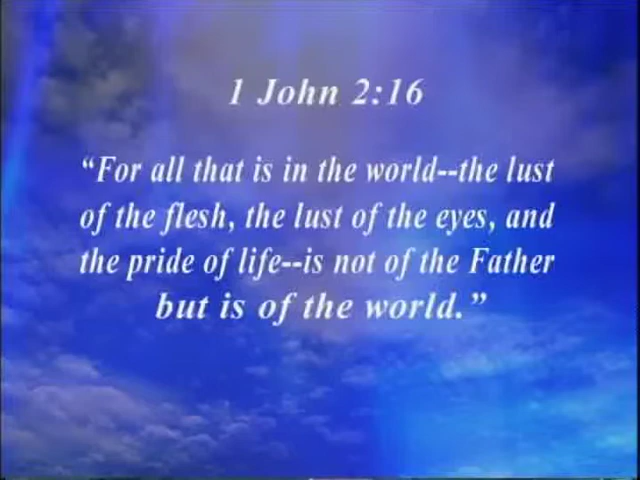 1 John 2:16
“For all that is in the world--the lust
of the flesh, the lust of the eyes, and
the pride of life--is not of the Father
but is of the world.”